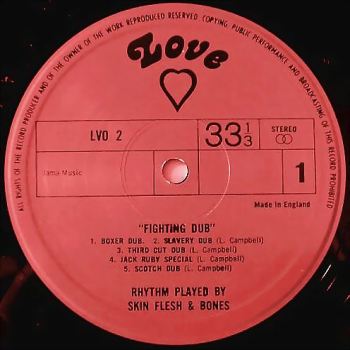 ALL RIGHTS OF THE RECORD PRODUCER AND OF THE OWNER OF THE WORK REPRODUCED RESERVED. COPYING, PUBLIC PERFORMANCE AND BROADCASTING OF THIS RECORD PROHIBITED.
Love
LVO 2
33 1/3
STEREO
Jama-Music
1
Made in England
"FIGHTING DUB"
1. BOXER DUB. 2. SLAVERY DUB (L. Campbell)
3. THIRD CUT DUB (L. Campbell)
4. JACK RUBY SPECIAL (L. Campbell)
5. SCOTCH DUB (L. Campbell)
RHYTHM PLAYED BY
SKIN FLESH & BONES